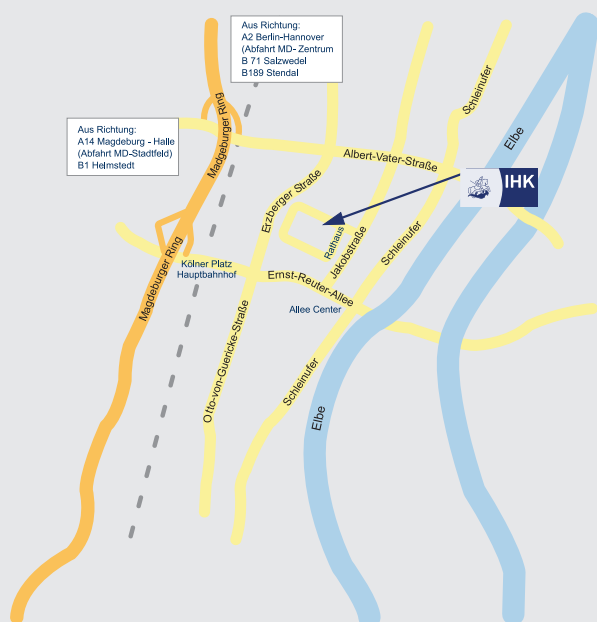 Aus Richtung:
A2 Berlin-Hannover
(Abfahrt MD- Zentrum
B 71 Salzwedel
B189 Stendal
Aus Richtung:
A14 Magdeburg - Halle
(Abfahrt MD-Stadtfeld)
B1 Helmstedt
Madgeburger Ring
Schleinufer
Elbe
Albert-Vater-Straße
IHK
Erzberger Straße
Rathaus
Jakobstraße
Schleinufer
Magdeburger Ring
Kölner Platz
Hauptbahnhof
Ernst-Reuter-Allee
Allee Center
Otto-von-Guericke-Straße
Schleinufer
Elbe